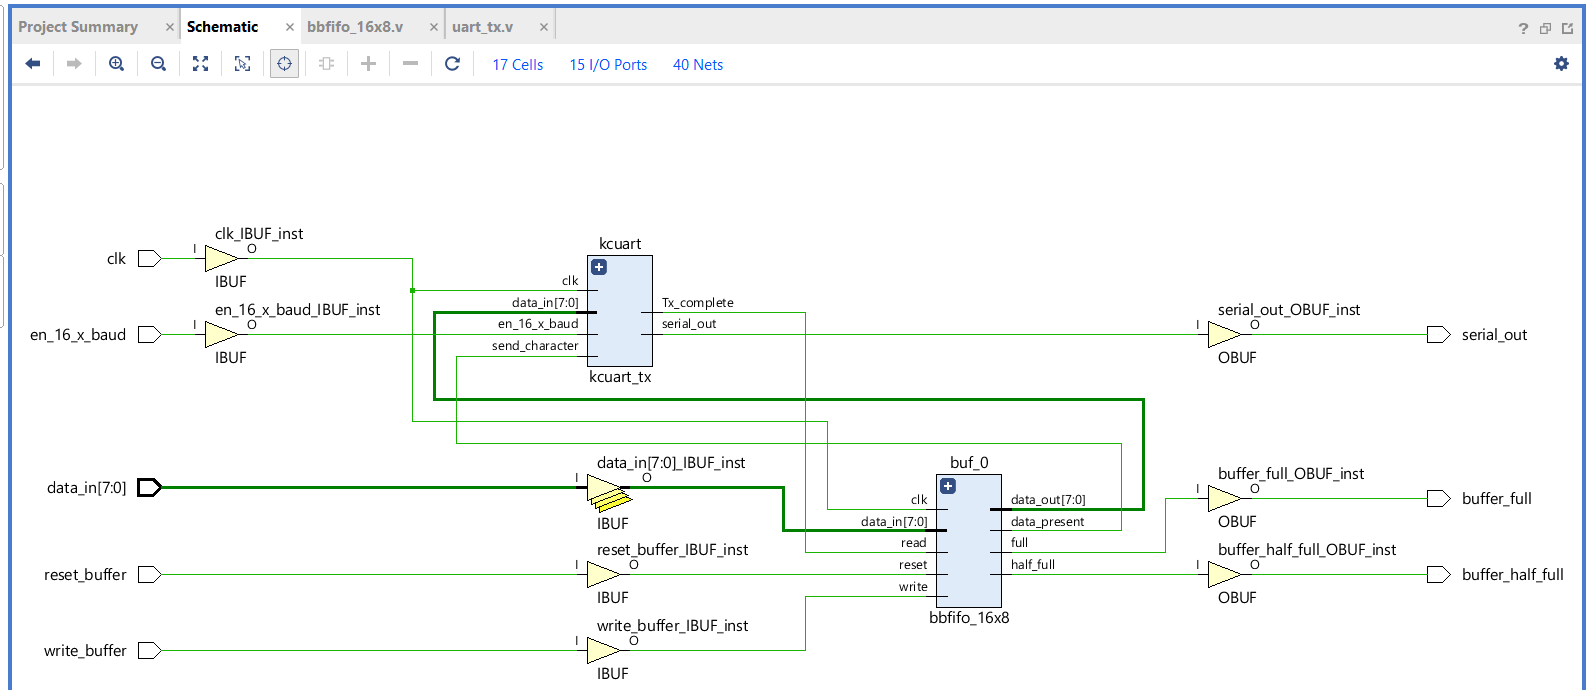 Project Summary × Schematic × bbfifo_16x8.v × uart_tx.v × ?
17 Cells 15 I/O Ports 40 Nets
clk_IBUF_inst
clk I O
IBUF
kcuart
clk
data_in[7:0] Tx_complete
en_16_x_baud serial_out
send_character
kcuart_tx
en_16_x_baud_IBUF_inst
en_16_x_baud I O
IBUF
serial_out_OBUF_inst
I O serial_out
OBUF
data_in[7:0]_IBUF_inst
data_in[7:0] I O
IBUF
buf_0
clk data_out[7:0]
data_in[7:0] data_present
read full
reset half_full
write
bbfifo_16x8
buffer_full_OBUF_inst
I O buffer_full
OBUF
reset_buffer_IBUF_inst
reset_buffer I O
IBUF
buffer_half_full_OBUF_inst
I O buffer_half_full
OBUF
write_buffer_IBUF_inst
write_buffer I O
IBUF